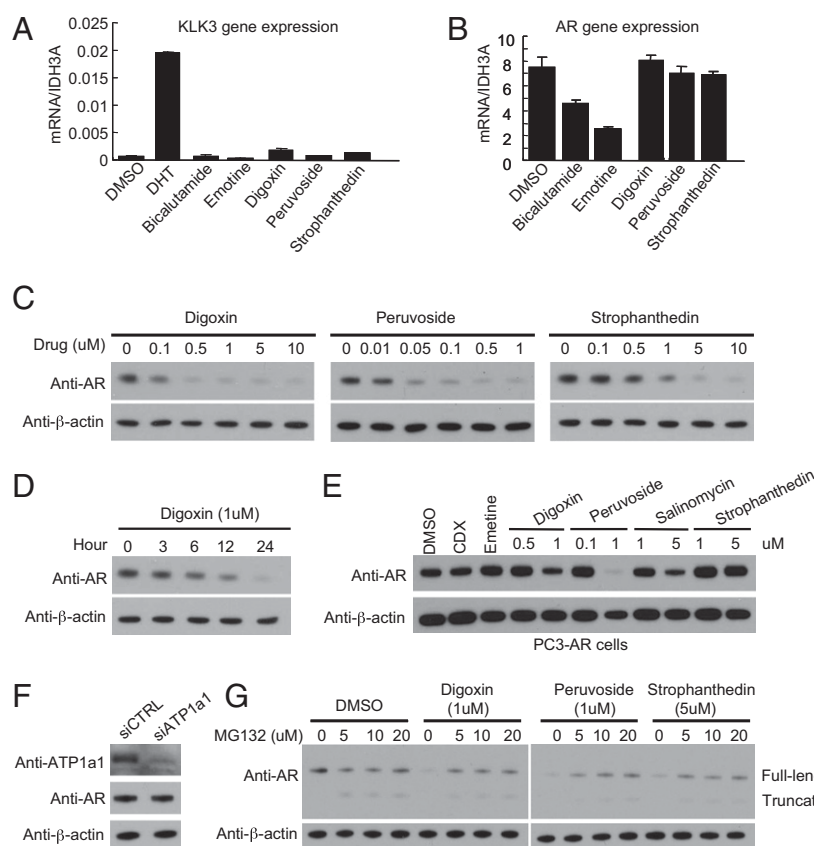 A
KLK3 gene expression
mRNA/IDH3A
0.025
0.02
0.015
0.01
0.005
0
DMSO
DHT
Bicalutamide
Emotine
Digoxin
Peruvoside
Strophanthedin
B
AR gene expression
mRNA/IDH3A
10
8
6
4
2
0
DMSO
Bicalutamide
Emotine
Digoxin
Peruvoside
Strophanthedin
C
Digoxin Peruvoside Strophanthedin
Drug (uM) 0 0.1 0.5 1 5 10 0 0.01 0.05 0.1 0.5 1 0 0.1 0.5 1 5 10
Anti-AR
Anti-β-actin
D
Digoxin (1uM)
Hour 0 3 6 12 24
Anti-AR
Anti-β-actin
E
DMSO
CDX
Emetine
Digoxin
Peruvoside
Salinomycin
Strophanthedin
0.5 1 0.1 1 1 5 1 5 uM
Anti-AR
Anti-β-actin
PC3-AR cells
F
siCTRL
siATP1a1
Anti-ATP1a1
Anti-AR
Anti-β-actin
G
DMSO Digoxin (1uM) Peruvoside (1uM) Strophanthedin (5uM)
MG132 (uM) 0 5 10 20 0 5 10 20 0 5 10 20 0 5 10 20
Anti-AR
Full-len
Truncat
Anti-β-actin